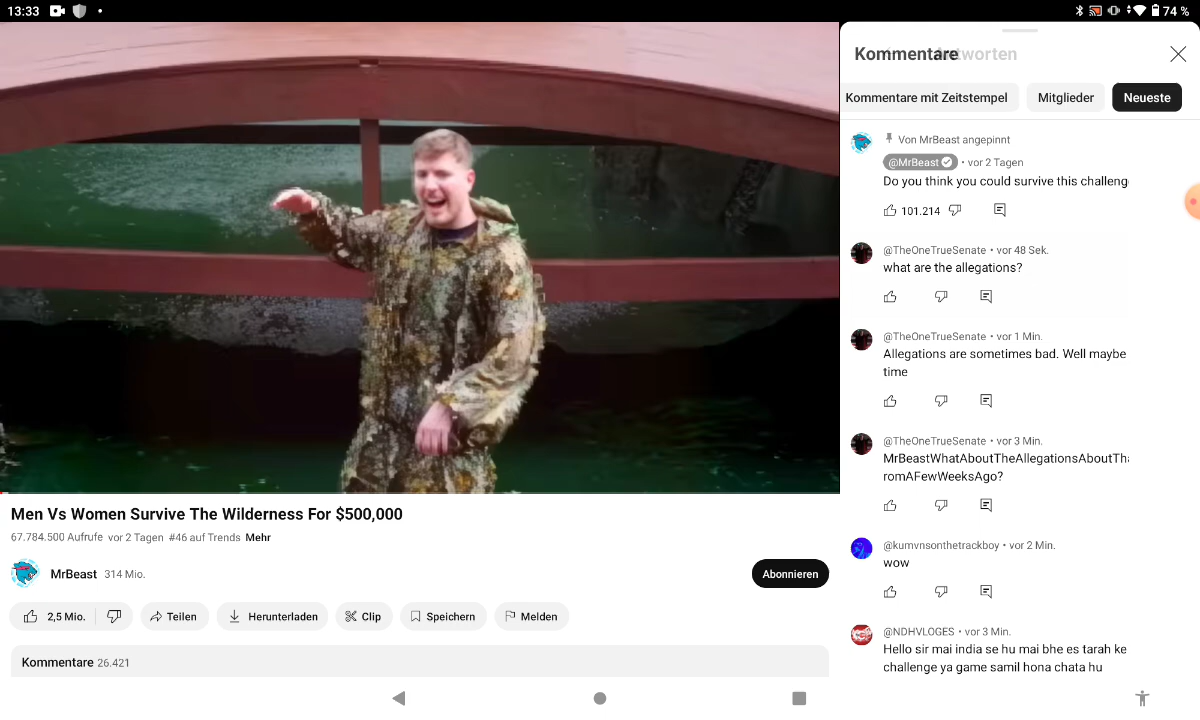 13:33
74 %
Kommentare
Antworten
Kommentare mit Zeitstempel
Mitglieder
Neueste
Von MrBeast angepinnt
@MrBeast • vor 2 Tagen
Do you think you could survive this challeng
101.214
@TheOneTrueSenate • vor 48 Sek.
what are the allegations?
@TheOneTrueSenate • vor 1 Min.
Allegations are sometimes bad. Well maybe
time
@TheOneTrueSenate • vor 3 Min.
MrBeastWhatAboutTheAllegationsAboutTha
romAFewWeeksAgo?
@kumvnsonthetrackboy • vor 2 Min.
wow
@NDHVLOGES • vor 3 Min.
Hello sir mai india se hu mai bhe es tarah ke
challenge ya game samil hona chata hu
Men Vs Women Survive The Wilderness For $500,000
67.784.500 Aufrufe vor 2 Tagen #46 auf Trends Mehr
MrBeast 314 Mio.
Abonnieren
2,5 Mio.
Teilen
Herunterladen
Clip
Speichern
Melden
Kommentare 26.421